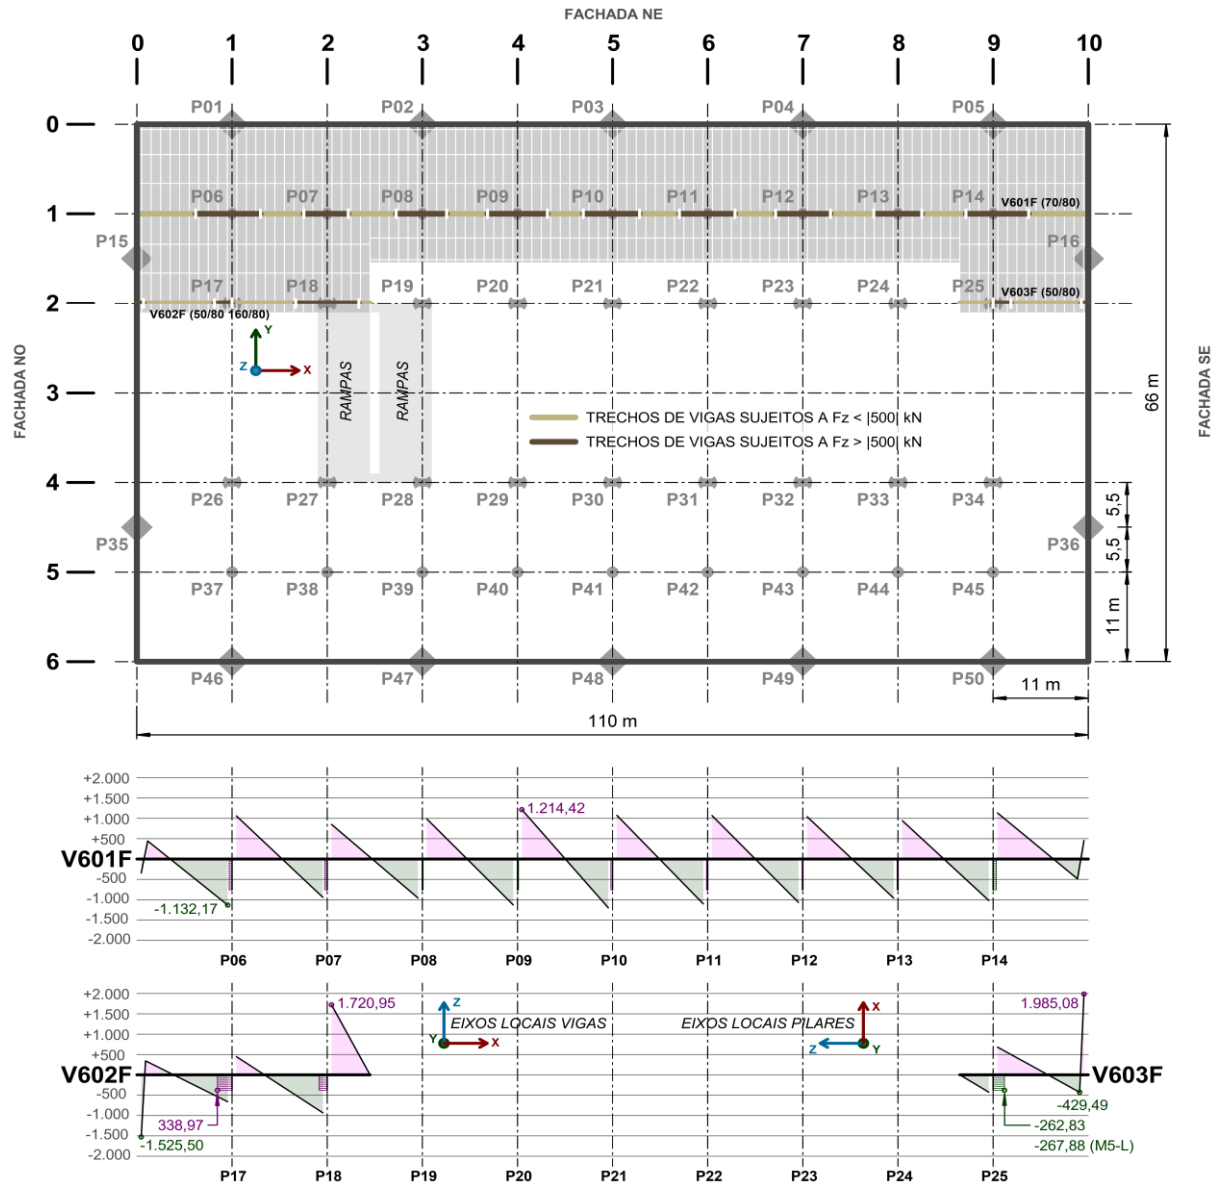 FACHADA NE
0 1 2 3 4 5 6 7 8 9 10
P01 P02 P03 P04 P05
0
P06 P07 P08 P09 P10 P11 P12 P13 P14
V601F (70/80)
1
P15 P16
P17 P18 P19 P20 P21 P22 P23 P24 P25
V603F (50/80)
2
V602F (50/80 160/80)
Y
Z X
FACHADA NO
RAMPAS
RAMPAS
FACHADA SE
66 m
3
TRECHOS DE VIGAS SUJEITOS A Fz < |500| kN
TRECHOS DE VIGAS SUJEITOS A Fz > |500| kN
4
P26 P27 P28 P29 P30 P31 P32 P33 P34
5,5
P35 P36
5,5
5
P37 P38 P39 P40 P41 P42 P43 P44 P45
11 m
6
P46 P47 P48 P49 P50
11 m
110 m
+2.000
+1.500
+1.000
+500
V601F
-500
-1.000
-1.500
-2.000
1.214,42
-1.132,17
P06 P07 P08 P09 P10 P11 P12 P13 P14
+2.000
+1.500
+1.000
+500
V602F
-500
-1.000
-1.500
-2.000
1.720,95
Z
EIXOS LOCAIS VIGAS
Y X
EIXOS LOCAIS PILARES
X
Z Y
1.985,08
V603F
338,97
-1.525,50
-429,49
-262,83
-267,88 (M5-L)
P17 P18 P19 P20 P21 P22 P23 P24 P25